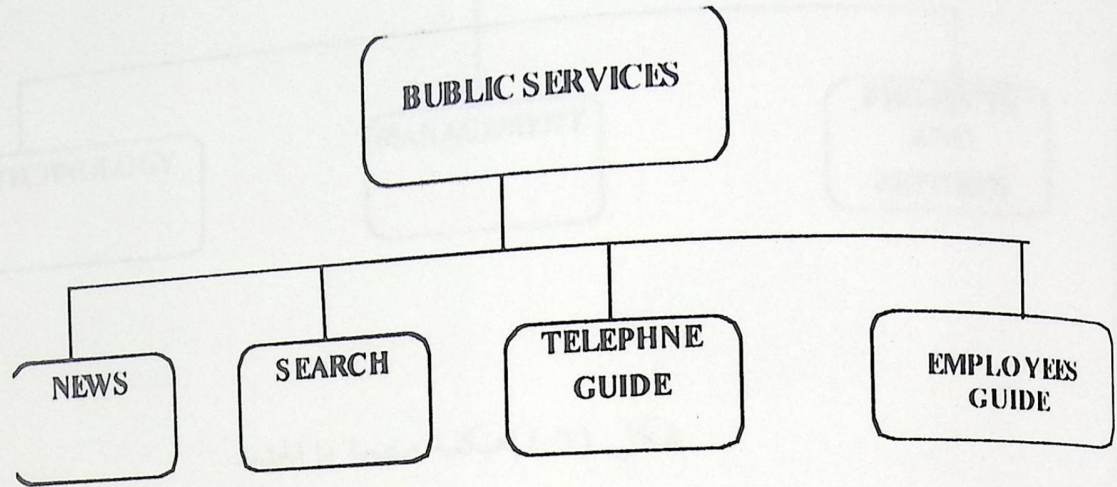 BUBLIC SERVICES
NEWS
SEARCH
TELEPHNE
GUIDE
EMPLOYEES
GUIDE